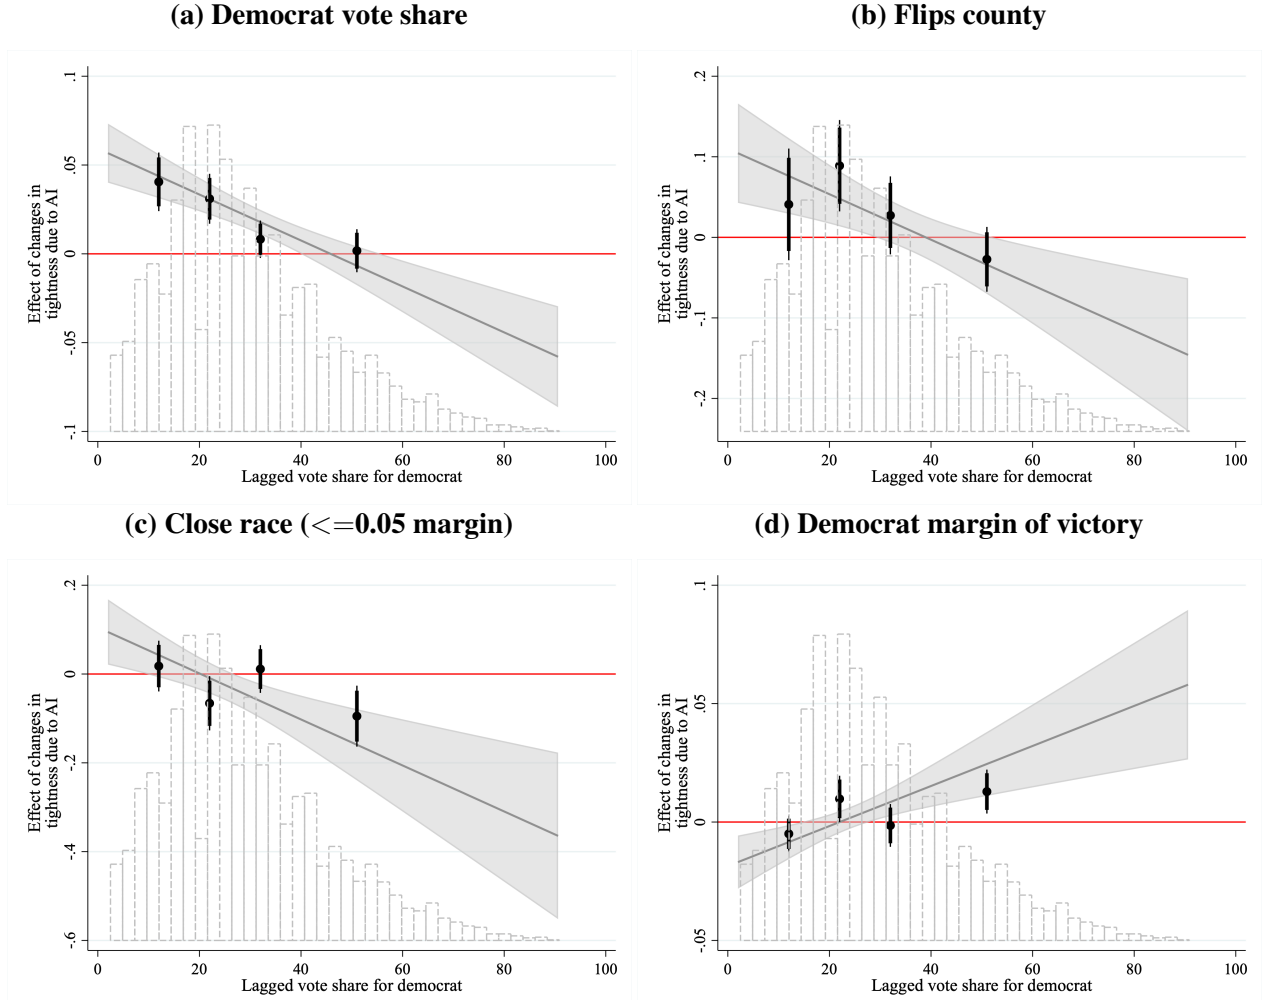 (a) Democrat vote share
.1
.05
0
-.05
-.1
Effect of changes in
tightness due to AI
0 20 40 60 80 100
Lagged vote share for democrat
(b) Flips county
.2
.1
0
-.1
-.2
Effect of changes in
tightness due to AI
0 20 40 60 80 100
Lagged vote share for democrat
(c) Close race (<=0.05 margin)
.2
0
-.2
-.4
-.6
Effect of changes in
tightness due to AI
0 20 40 60 80 100
Lagged vote share for democrat
(d) Democrat margin of victory
.1
.05
0
-.05
Effect of changes in
tightness due to AI
0 20 40 60 80 100
Lagged vote share for democrat